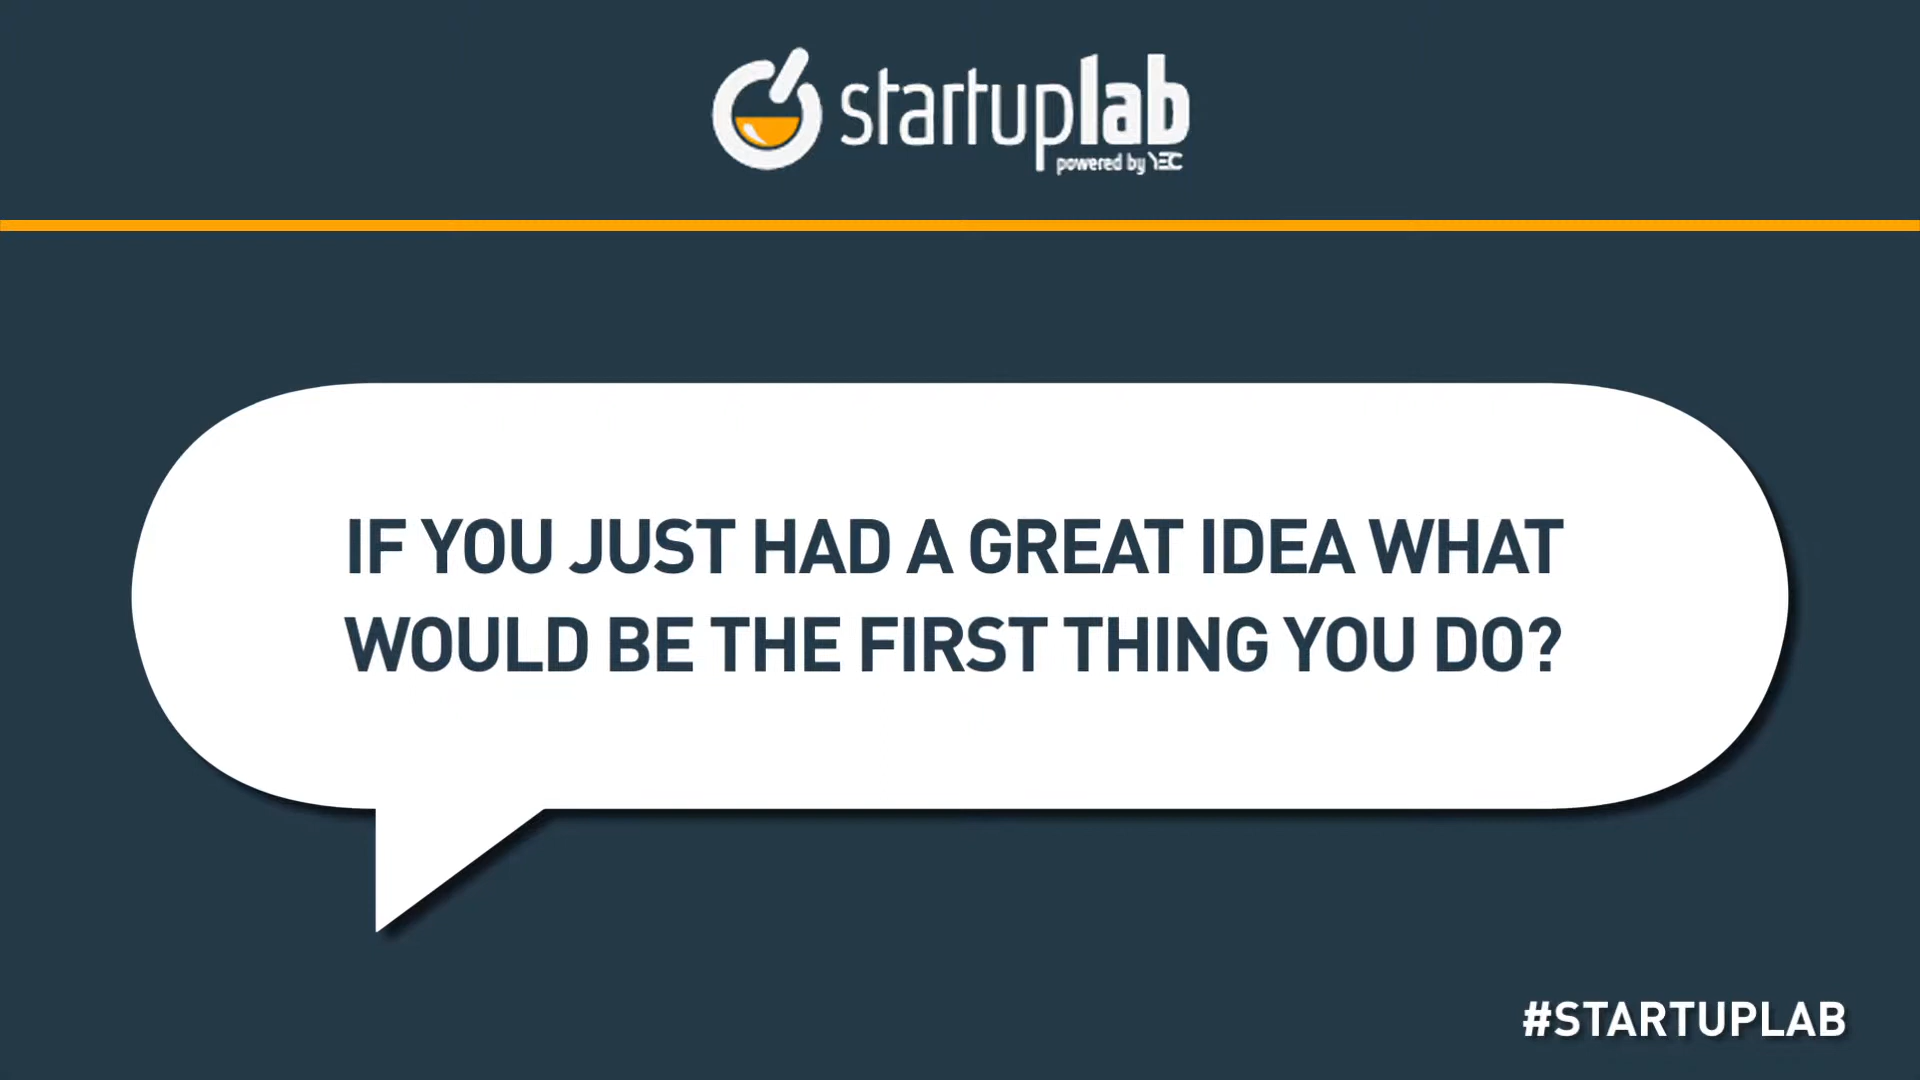 startuplab
powered by YEC
IF YOU JUST HAD A GREAT IDEA WHAT
WOULD BE THE FIRST THING YOU DO?
#STARTUPLAB